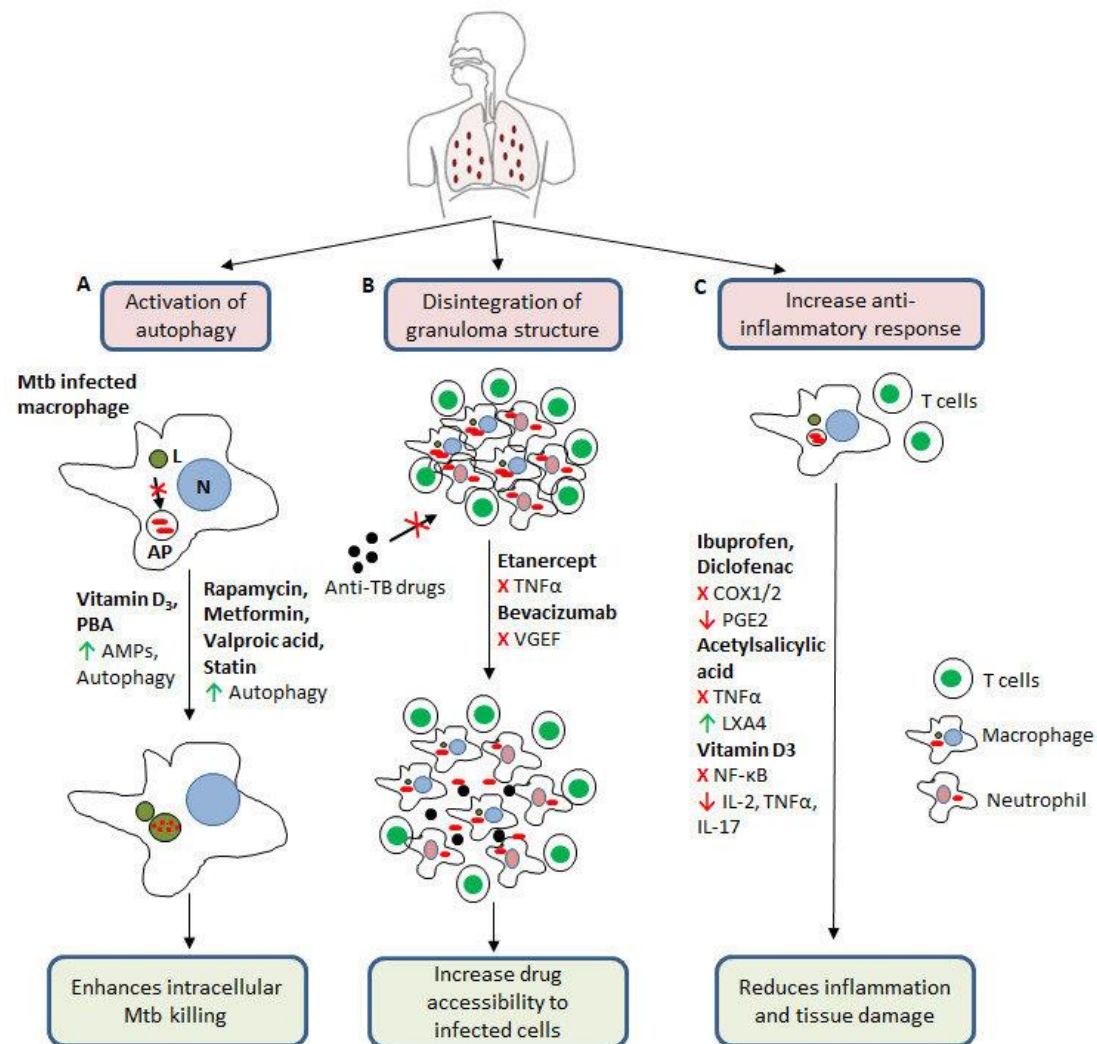 A
Activation of
autophagy
Mtb infected
macrophage
L
N
AP
Vitamin D₃,
PBA
↑ AMPs,
Autophagy
Rapamycin,
Metformin,
Valproic acid,
Statin
↑ Autophagy
Enhances intracellular
Mtb killing
B
Disintegration of
granuloma structure
Anti-TB drugs
Etanercept
X TNFα
Bevacizumab
X VGEF
Increase drug
accessibility to
infected cells
C
Increase anti-
inflammatory response
T cells
Ibuprofen,
Diclofenac
X COX1/2
↓ PGE2
Acetylsalicylic
acid
X TNFα
↑ LXA4
Vitamin D3
X NF-κB
↓ IL-2, TNFα,
IL-17
Reduces inflammation
and tissue damage
T cells
Macrophage
Neutrophil